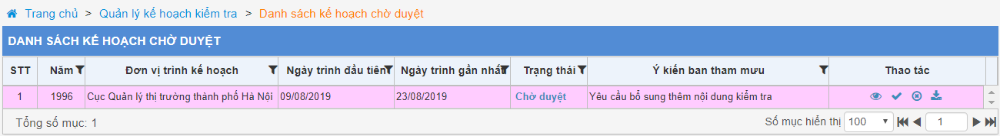 Trang chủ > Quản lý kế hoạch kiểm tra > Danh sách kế hoạch chờ duyệt
DANH SÁCH KẾ HOẠCH CHỜ DUYỆT
STT Năm Đơn vị trình kế hoạch Ngày trình đầu tiên Ngày trình gần nhất Trạng thái Ý kiến ban tham mưu Thao tác
1 1996 Cục Quản lý thị trường thành phố Hà Nội 09/08/2019 23/08/2019 Chờ duyệt Yêu cầu bổ sung thêm nội dung kiểm tra
Tổng số mục: 1 Số mục hiển thị 100 1